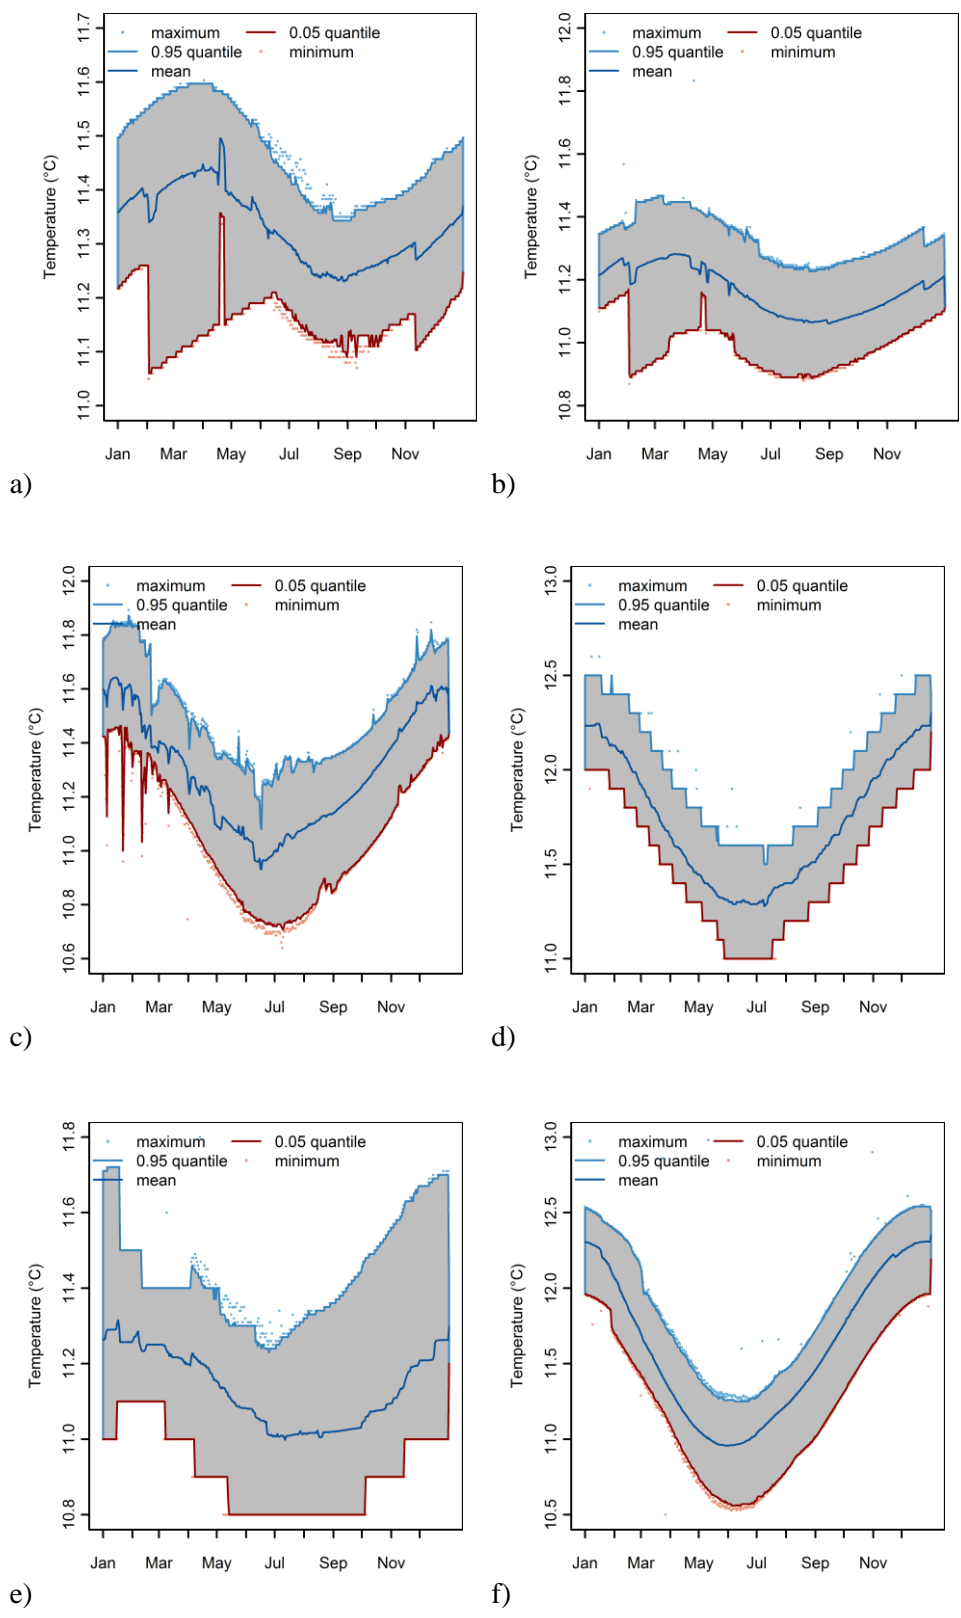 maximum 0.05 quantile
0.95 quantile minimum
mean
Temperature (°C)
11.0 11.1 11.2 11.3 11.4 11.5 11.6 11.7
Jan Mar May Jul Sep Nov
a)
maximum 0.05 quantile
0.95 quantile minimum
mean
Temperature (°C)
10.8 11.0 11.2 11.4 11.6 11.8 12.0
Jan Mar May Jul Sep Nov
b)
maximum 0.05 quantile
0.95 quantile minimum
mean
Temperature (°C)
10.6 10.8 11.0 11.2 11.4 11.6 11.8 12.0
Jan Mar May Jul Sep Nov
c)
maximum 0.05 quantile
0.95 quantile minimum
mean
Temperature (°C)
11.0 11.5 12.0 12.5 13.0
Jan Mar May Jul Sep Nov
d)
maximum 0.05 quantile
0.95 quantile minimum
mean
Temperature (°C)
10.8 11.0 11.2 11.4 11.6 11.8
Jan Mar May Jul Sep Nov
e)
maximum 0.05 quantile
0.95 quantile minimum
mean
Temperature (°C)
10.5 11.0 11.5 12.0 12.5 13.0
Jan Mar May Jul Sep Nov
f)